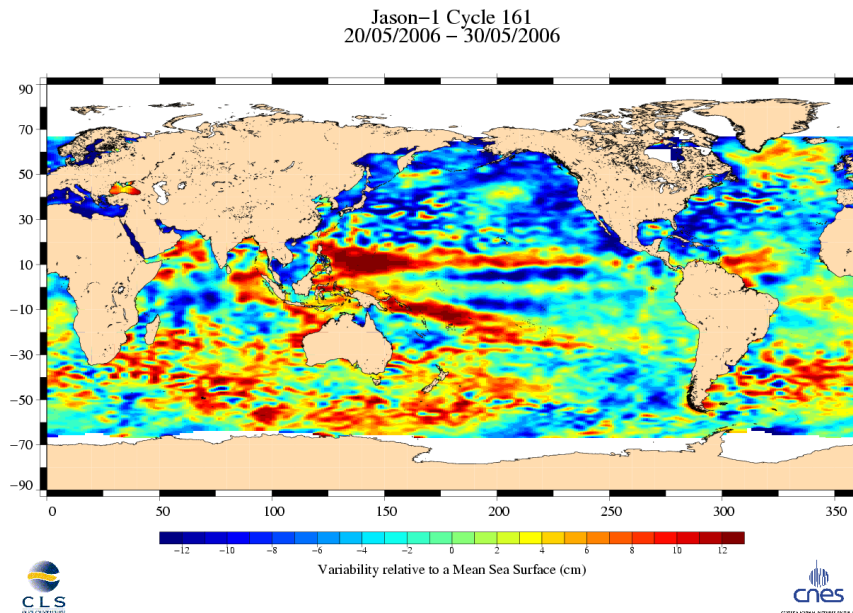 Jason−1 Cycle 161
20/05/2006 − 30/05/2006
90
70
50
30
10
−10
−30
−50
−70
−90
0 50 100 150 200 250 300 350
−12 −10 −8 −6 −4 −2 0 2 4 6 8 10 12
Variability relative to a Mean Sea Surface (cm)
CLS
cnes